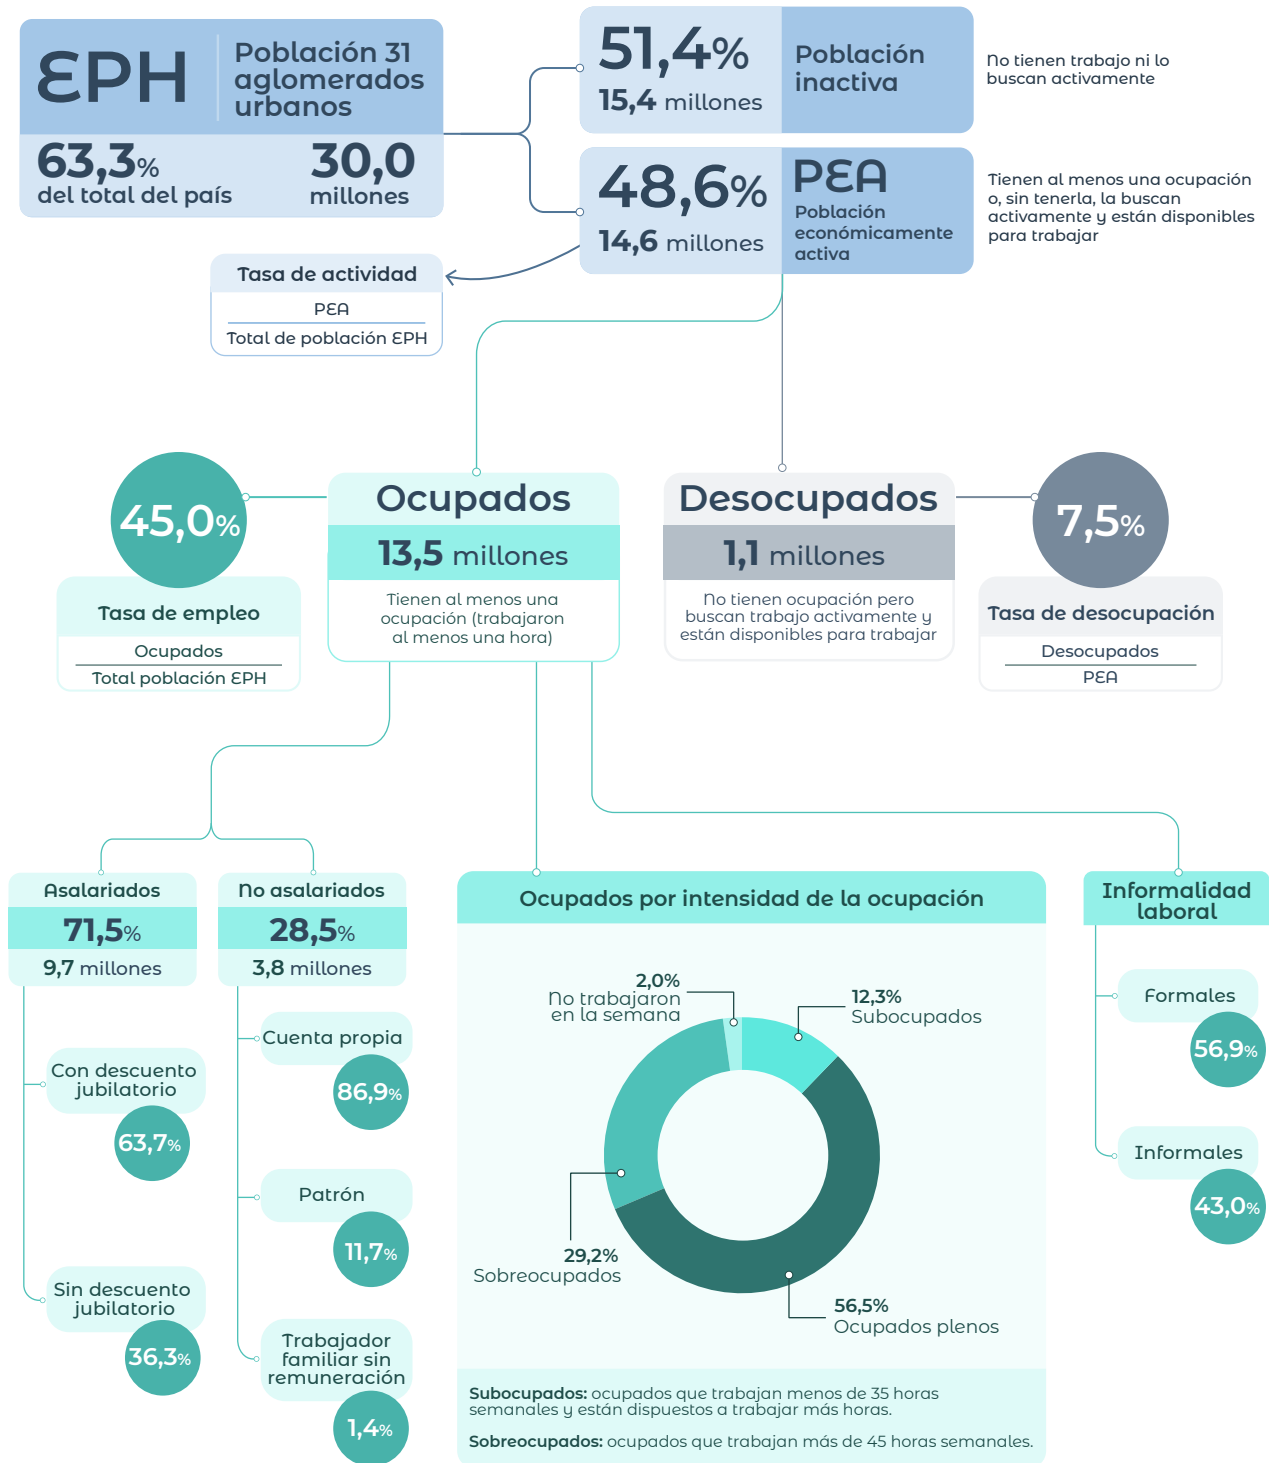 EPH
Población 31
aglomerados
urbanos
63,3%
del total del país
30,0
millones
51,4%
15,4 millones
Población
inactiva
No tienen trabajo ni lo
buscan activamente
48,6%
14,6 millones
PEA
Población
económicamente
activa
Tienen al menos una ocupación
o, sin tenerla, la buscan
activamente y están disponibles
para trabajar
Tasa de actividad
PEA
Total de población EPH
45,0%
Tasa de empleo
Ocupados
Total población EPH
Ocupados
13,5 millones
Tienen al menos una
ocupación (trabajaron
al menos una hora)
Desocupados
1,1 millones
No tienen ocupación pero
buscan trabajo activamente y
están disponibles para trabajar
7,5%
Tasa de desocupación
Desocupados
PEA
Asalariados
71,5%
9,7 millones
Con descuento
jubilatorio
63,7%
Sin descuento
jubilatorio
36,3%
No asalariados
28,5%
3,8 millones
Cuenta propia
86,9%
Patrón
11,7%
Trabajador
familiar sin
remuneración
1,4%
Ocupados por intensidad de la ocupación
2,0%
No trabajaron
en la semana
12,3%
Subocupados
29,2%
Sobreocupados
56,5%
Ocupados plenos
Subocupados: ocupados que trabajan menos de 35 horas
semanales y están dispuestos a trabajar más horas.
Sobreocupados: ocupados que trabajan más de 45 horas semanales.
Informalidad
laboral
Formales
56,9%
Informales
43,0%